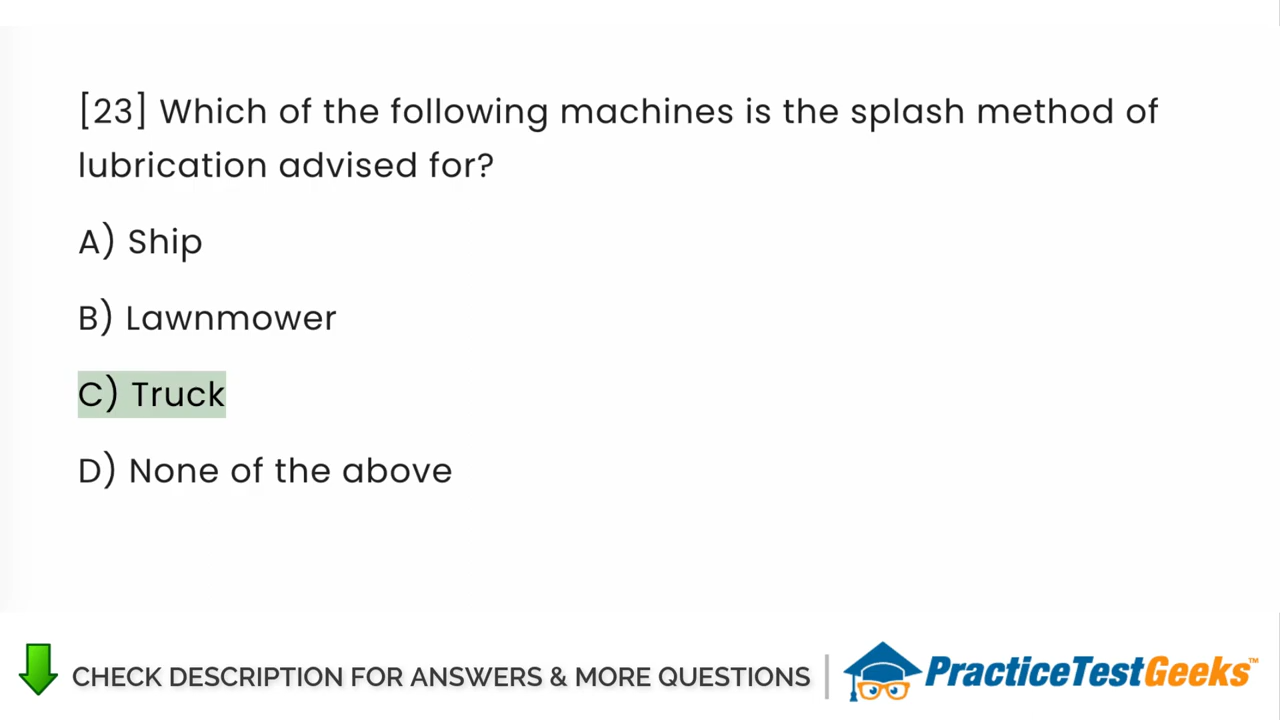 [23] Which of the following machines is the splash method of
lubrication advised for?
A) Ship
B) Lawnmower
C) Truck
D) None of the above
CHECK DESCRIPTION FOR ANSWERS & MORE QUESTIONS
PracticeTestGeeks™